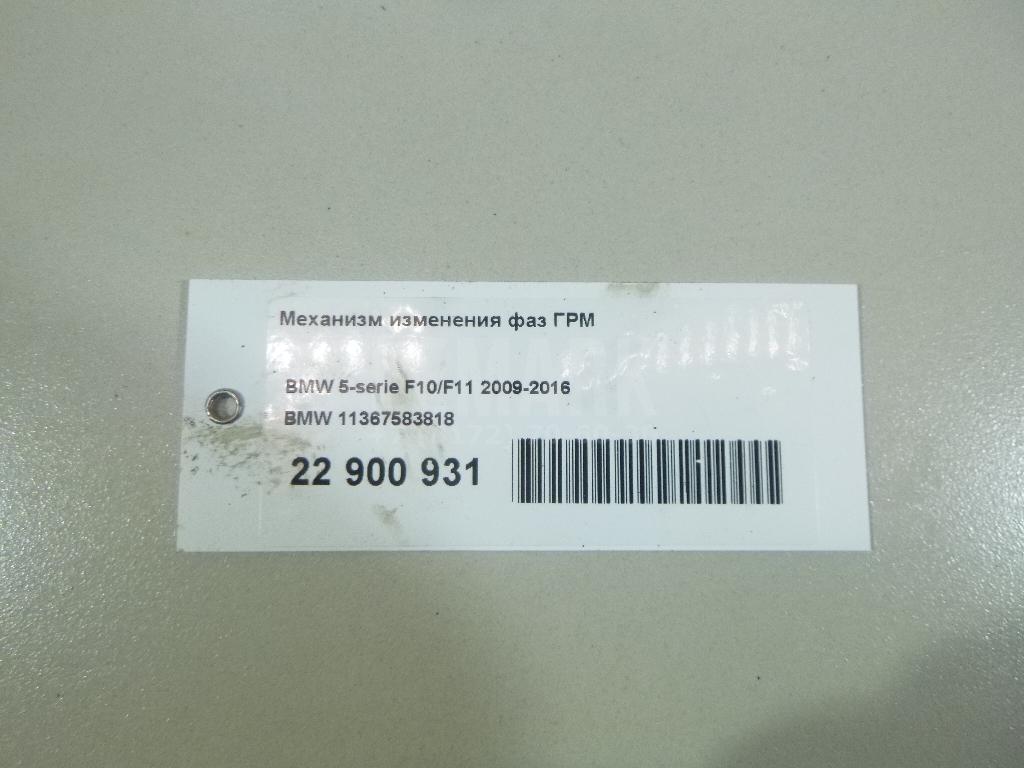 Механизм изменения фаз ГРМ
BMW 5-serie F10/F11 2009-2016
BMW 11367583818
22 900 931